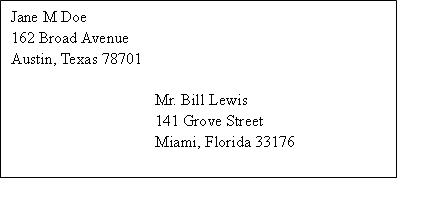 Jane M Doe
162 Broad Avenue
Austin, Texas 78701
Mr. Bill Lewis
141 Grove Street
Miami, Florida 33176